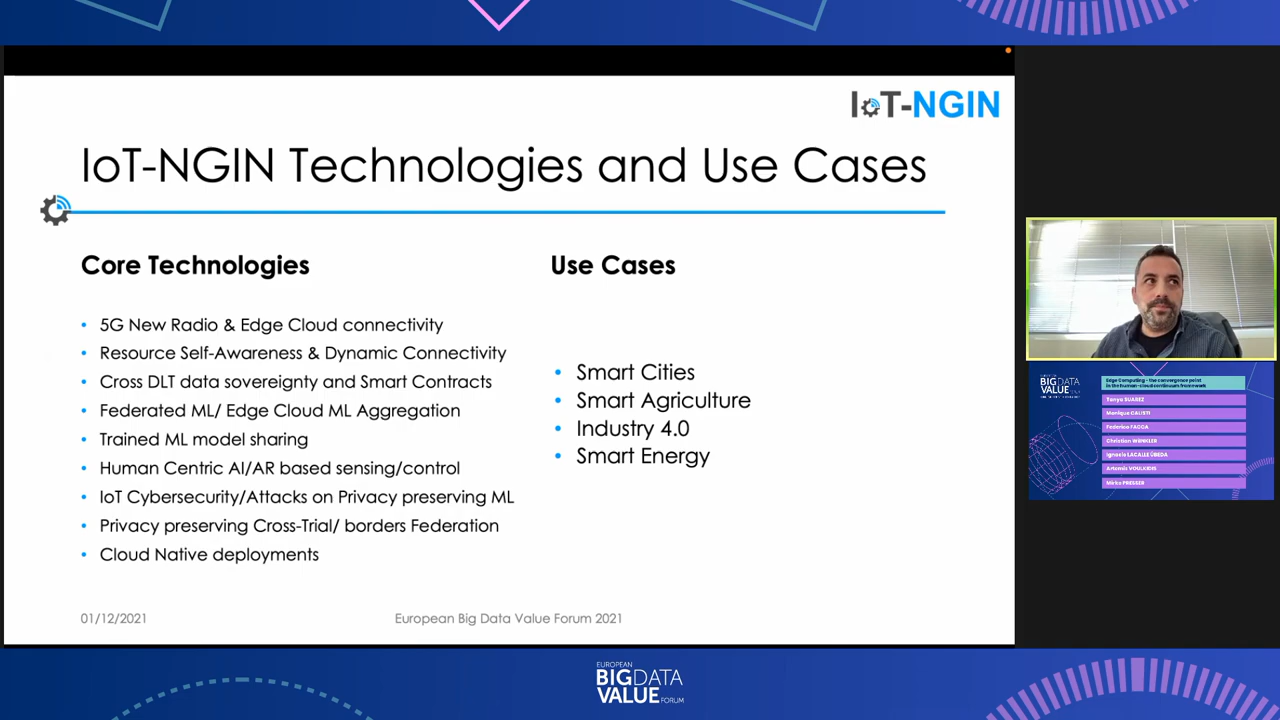 IoT-NGIN
IoT-NGIN Technologies and Use Cases
Core Technologies
• 5G New Radio & Edge Cloud connectivity
• Resource Self-Awareness & Dynamic Connectivity
• Cross DLT data sovereignty and Smart Contracts
• Federated ML/ Edge Cloud ML Aggregation
• Trained ML model sharing
• Human Centric AI/AR based sensing/control
• IoT Cybersecurity/Attacks on Privacy preserving ML
• Privacy preserving Cross-Trial/ borders Federation
• Cloud Native deployments
Use Cases
• Smart Cities
• Smart Agriculture
• Industry 4.0
• Smart Energy
01/12/2021
European Big Data Value Forum 2021
BIGDATA
VALUE
Edge Computing - the convergence point
in the human-cloud continuum framework
Tanya SUAREZ
Monique CALISTI
Federico FACCA
Christian WINKLER
Ignacio LACALLE ÚBEDA
Artemis VOULKIDIS
Mirko PRESSER
EUROPEAN
BIGDATA
VALUE FORUM